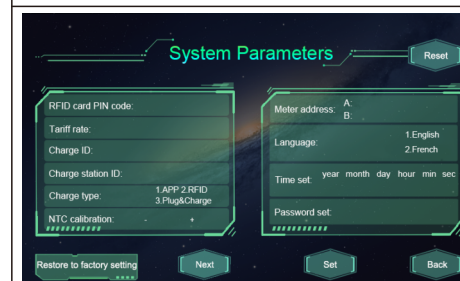 System Parameters
Reset
RFID card PIN code:
Tariff rate:
Charge ID:
Charge station ID:
Charge type: 1.APP 2.RFID
3.Plug&Charge
NTC calibration: - +
Meter address: A:
B:
Language: 1.English
2.French
Time set: year month day hour min sec
Password set:
Restore to factory setting
Next
Set
Back